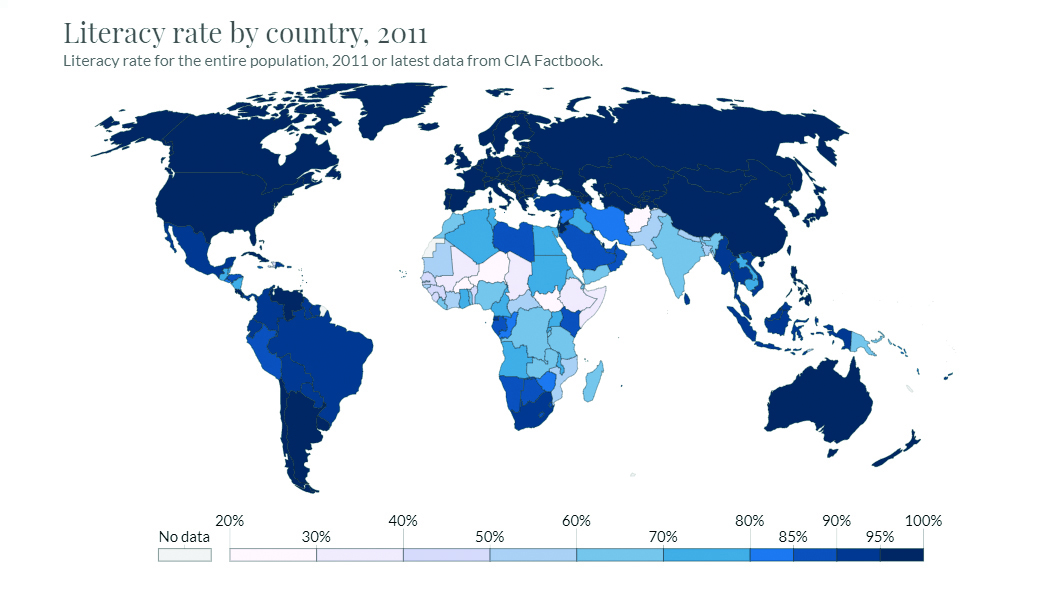 Literacy rate by country, 2011
Literacy rate for the entire population, 2011 or latest data from CIA Factbook.
20% 40% 60% 80% 90% 100%
No data 30% 50% 70% 85% 95%